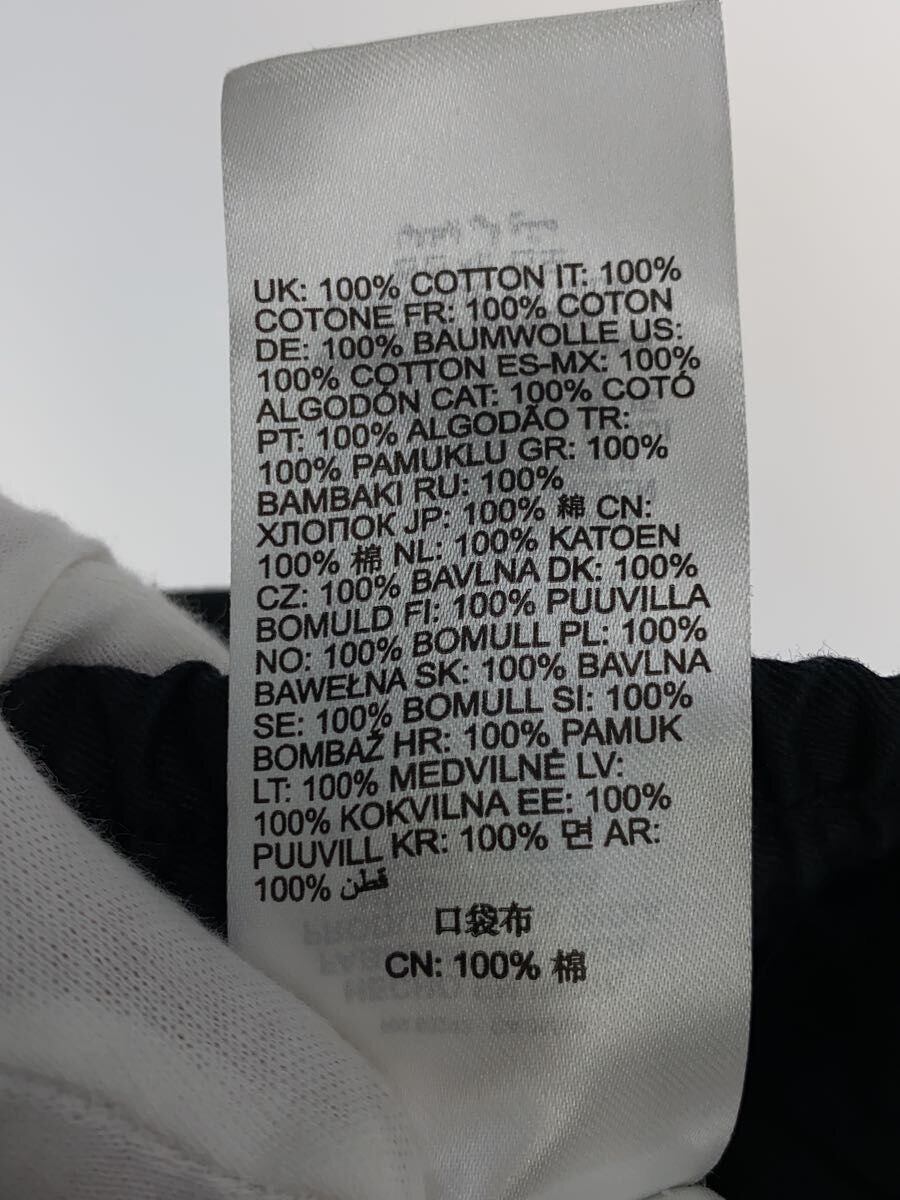 UK: 100% COTTON IT: 100%
COTONE FR: 100% COTON
DE: 100% BAUMWOLLE US:
100% COTTON ES-MX: 100%
ALGODÓN CAT: 100% COTÓ
PT: 100% ALGODÃO TR:
100% PAMUKLU GR: 100%
BAMBAKI RU: 100%
ХЛОПОК JP: 100% 綿 CN:
100% 棉 NL: 100% KATOEN
CZ: 100% BAVLNA DK: 100%
BOMULD FI: 100% PUUVILLA
NO: 100% BOMULL PL: 100%
BAWEŁNA SK: 100% BAVLNA
SE: 100% BOMULL SI: 100%
BOMBAŽ HR: 100% PAMUK
LT: 100% MEDVILNĖ LV:
100% KOKVILNA EE: 100%
PUUVILL KR: 100% 면 AR:
100% قطن
口袋布
CN: 100% 棉